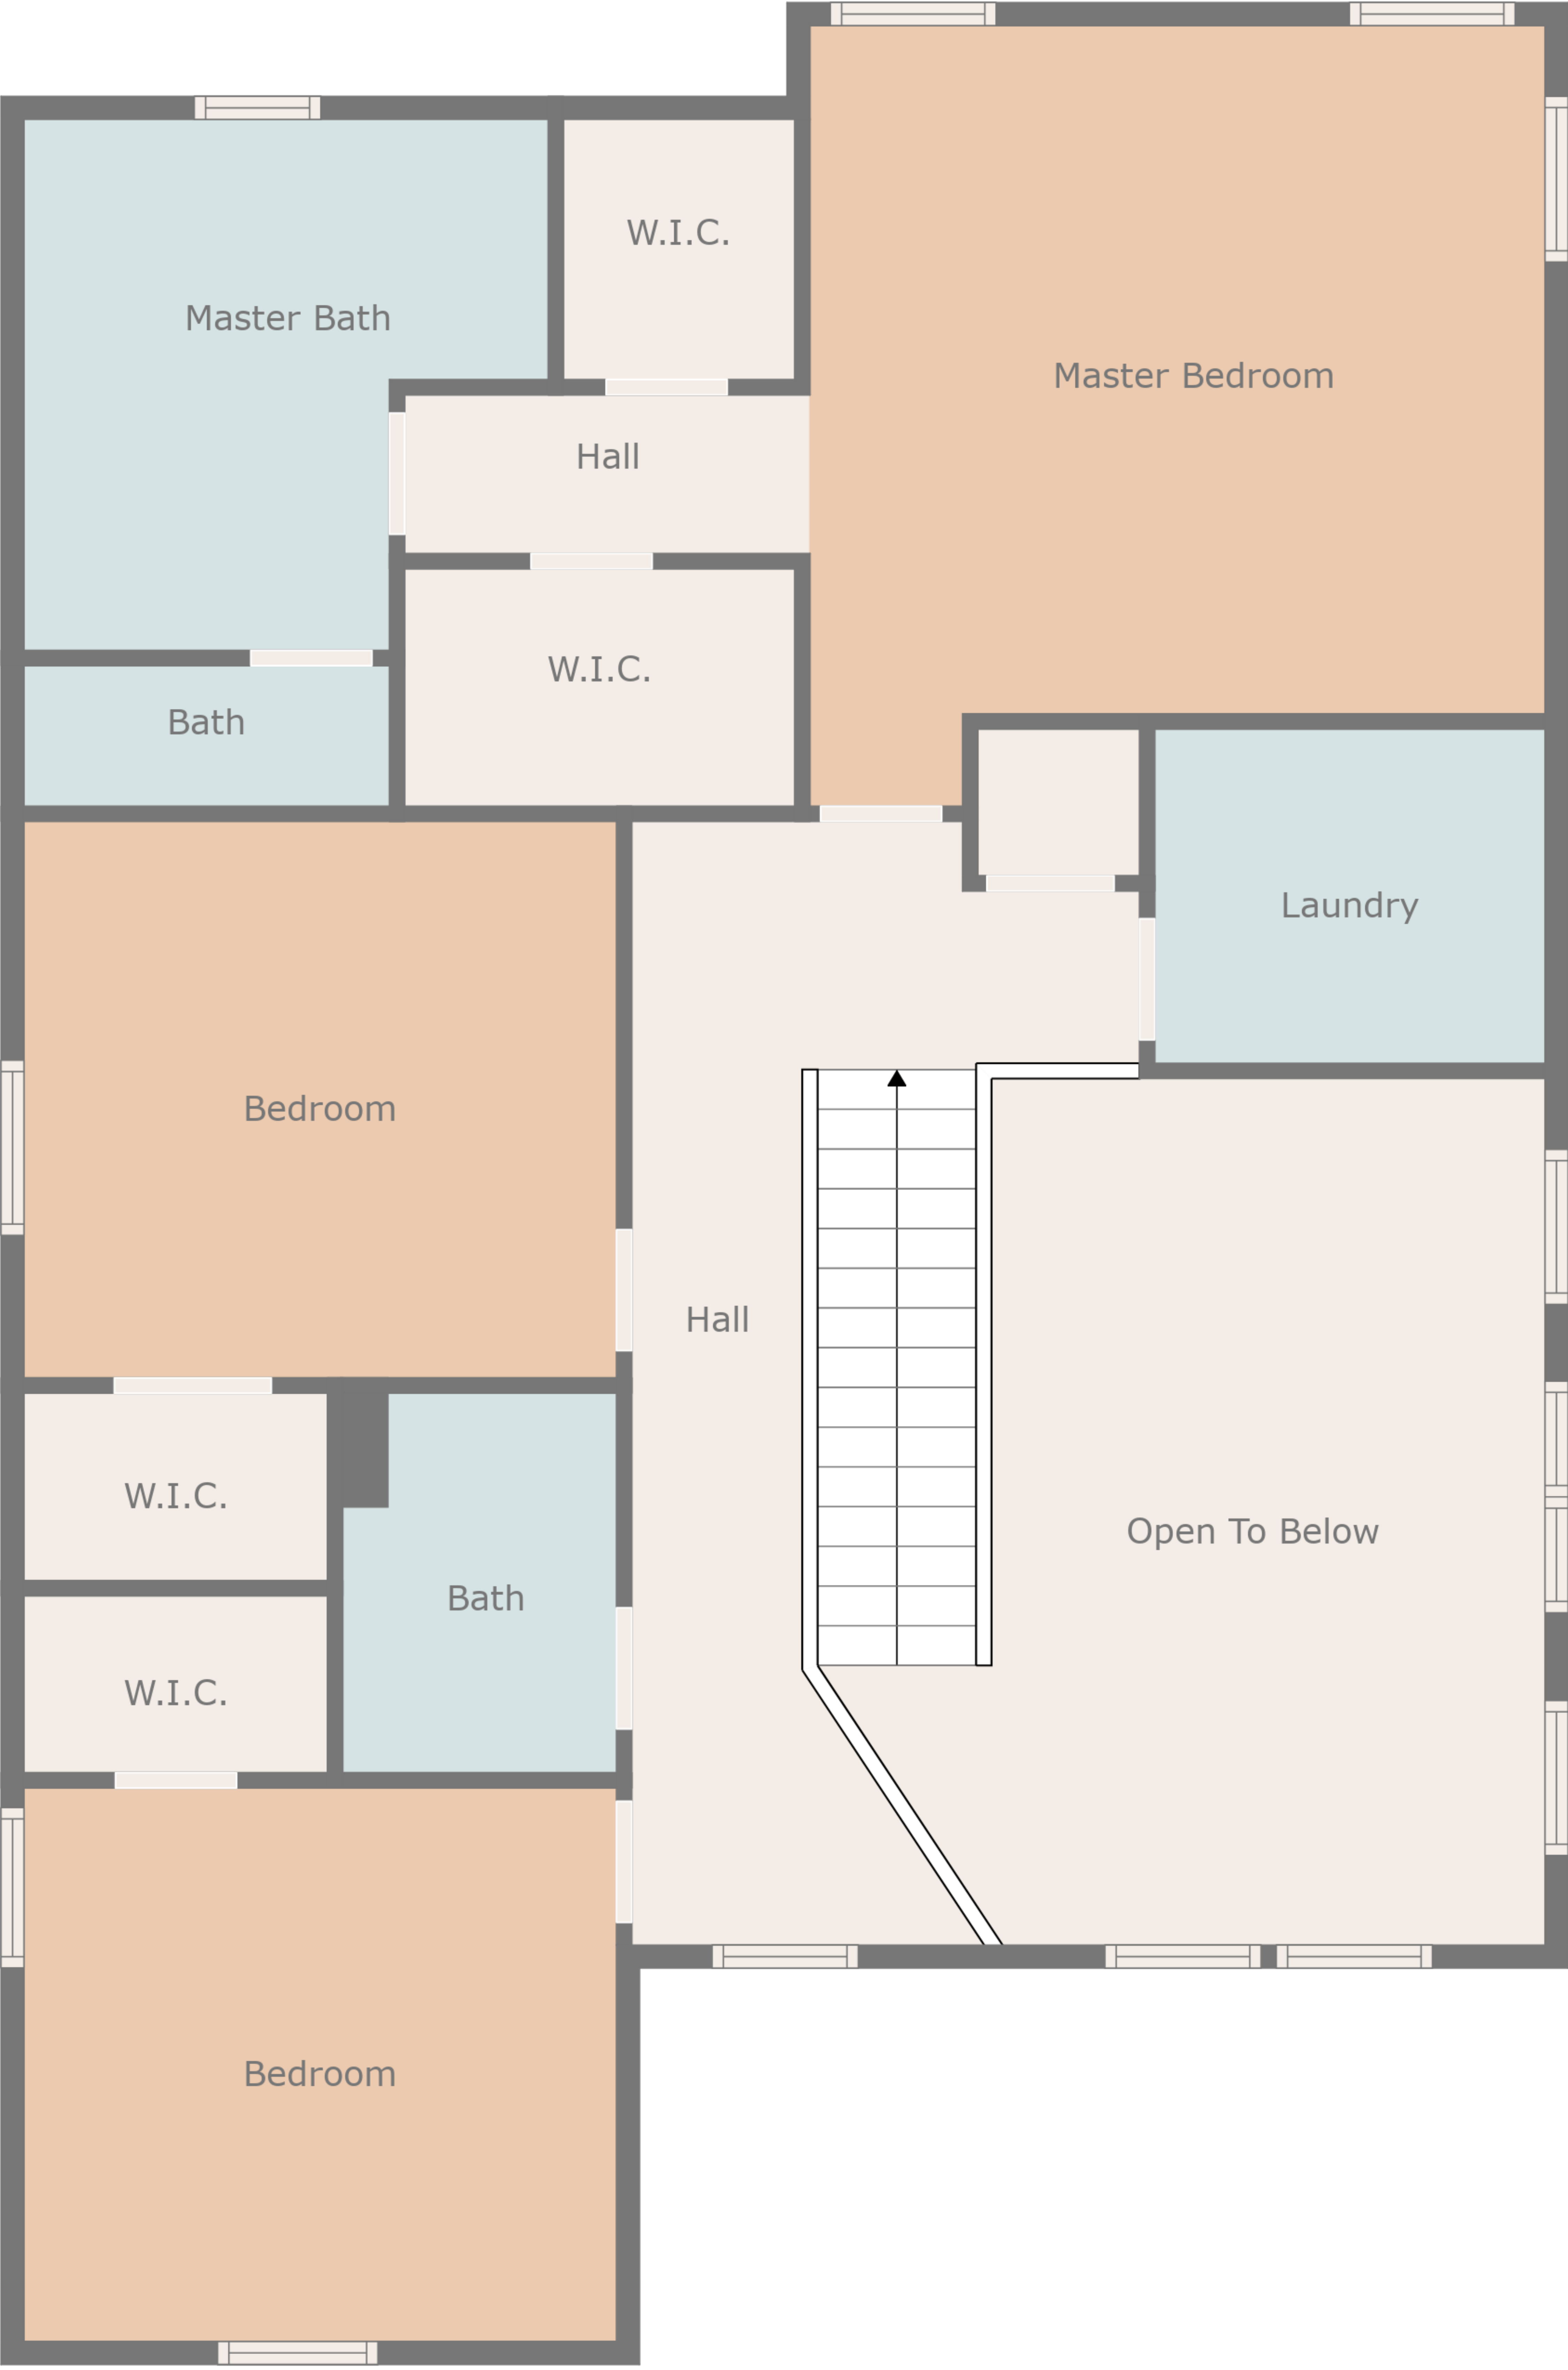 W.I.C.
Master Bath
Master Bedroom
Hall
W.I.C.
Bath
Laundry
Bedroom
Hall
W.I.C.
Open To Below
Bath
W.I.C.
Bedroom